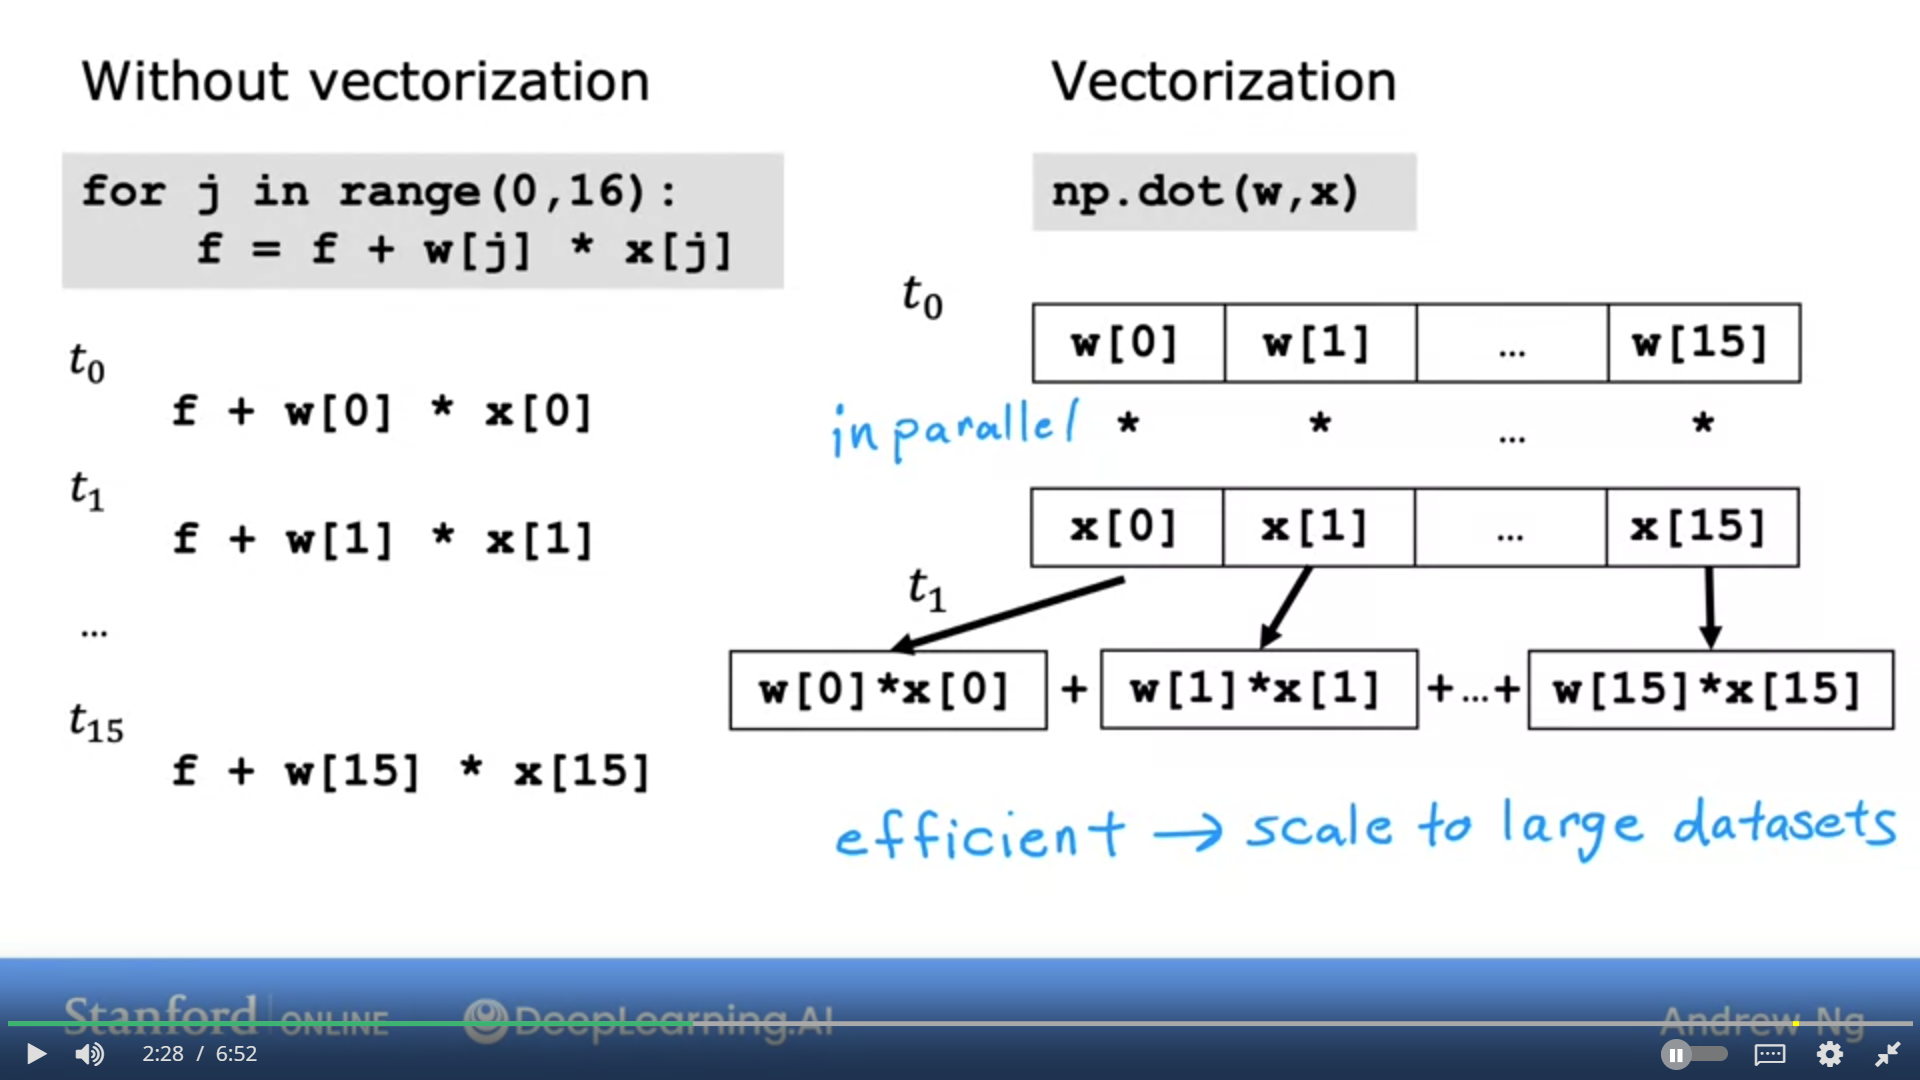 Without vectorization
for j in range(0,16):
f = f + w[j] * x[j]
t0
f + w[0] * x[0]
t1
f + w[1] * x[1]
...
t15
f + w[15] * x[15]
Vectorization
np.dot(w,x)
t0
w[0] w[1] ... w[15]
in parallel * * ... *
x[0] x[1] ... x[15]
t1
w[0]*x[0] + w[1]*x[1] +...+ w[15]*x[15]
efficient → scale to large datasets
Stanford ONLINE DeepLearning.AI Andrew Ng
2:28 / 6:52